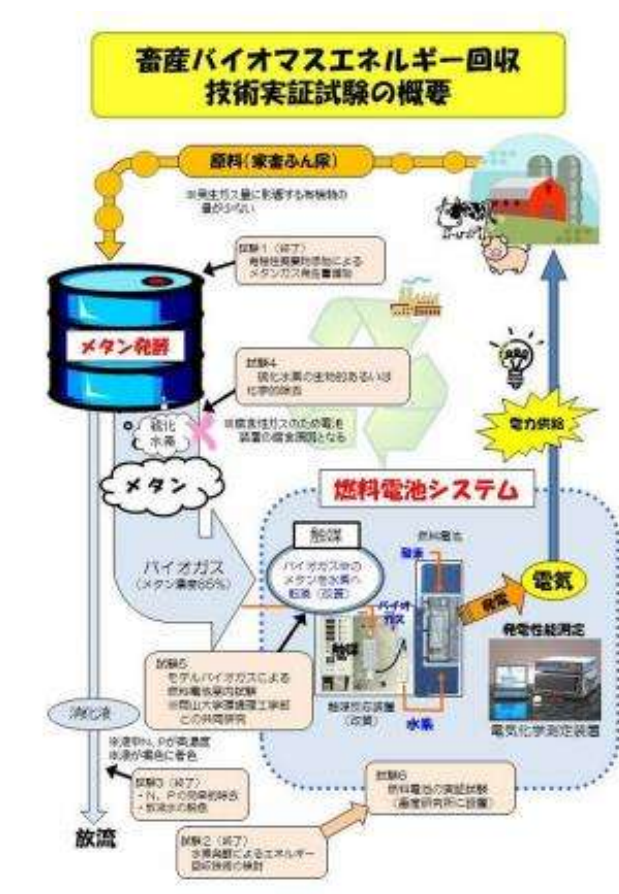 畜産バイオマスエネルギー回収
技術実証試験の概要
原料(家畜ふん尿)
※発生ガス量に影響する有機物の
量が少ない
試験1(終了)
有機性廃棄物添加による
メタンガス発生量増加
メタン発酵
試験4
硫化水素の生物的あるいは
化学的除去
硫化
水素
※腐食性ガスのため電池
装置の腐食原因となる
メタン
電力供給
燃料電池システム
触媒
燃料電池
バイオガス中の
メタンを水素へ
転換(改質)
酸素
バイオガス
(メタン濃度65%)
バイオ
ガス
発電
電気
触媒
発電性能測定
試験5
モデルバイオガスによる
燃料電池室内試験
※岡山大学環境理工学部
との共同研究
触媒反応装置
(改質)
水素
電気化学測定装置
消化液
※液中N,Pが高濃度
※液が褐色に着色
試験3(終了)
・N、Pの効果的除去
・放流水の脱色
試験6
燃料電池の実証試験
(畜産研究所に設置)
放流
試験2(終了)
水素発酵によるエネルギー
回収技術の検討